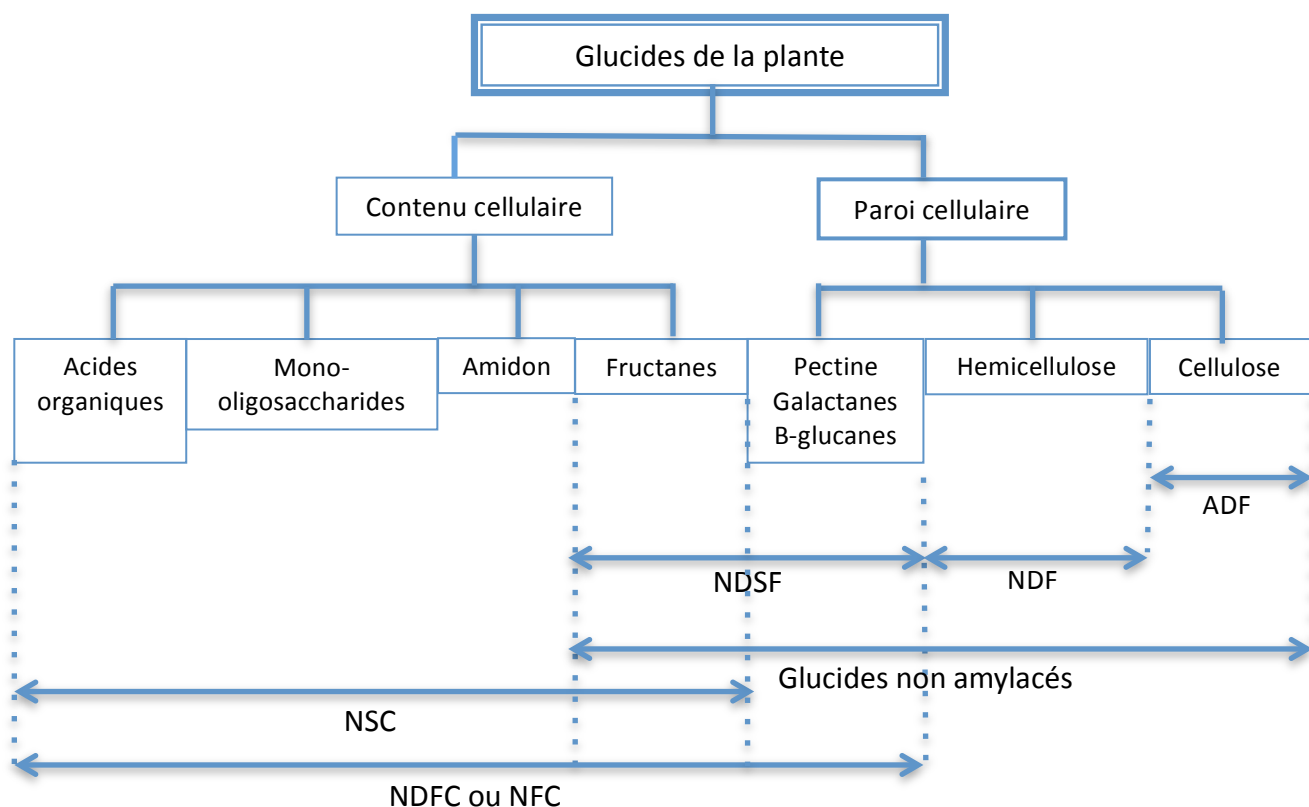 Glucides de la plante
Contenu cellulaire
Paroi cellulaire
Acides
organiques
Mono-
oligosaccharides
Amidon
Fructanes
Pectine
Galactanes
B-glucanes
Hemicellulose
Cellulose
ADF
NDSF
NDF
Glucides non amylacés
NSC
NDFC ou NFC